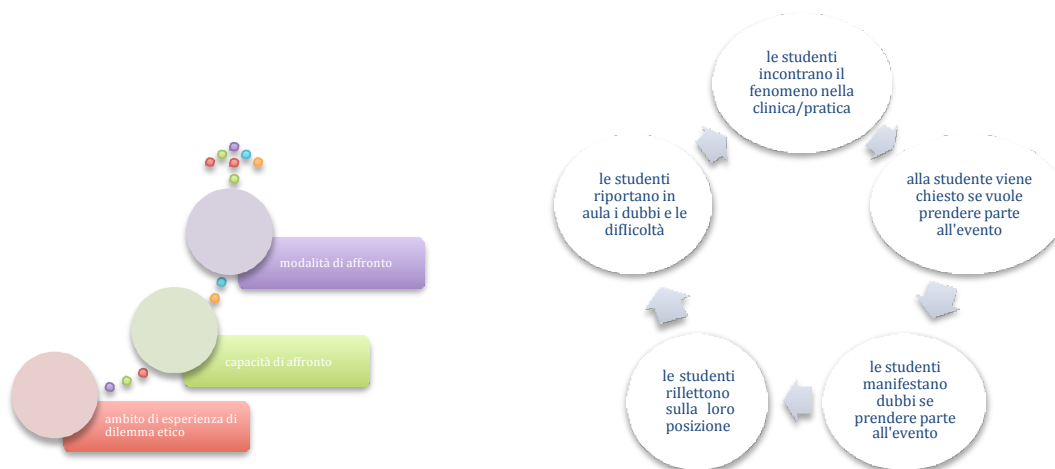 modalità di affronto
capacità di affronto
ambito di esperienza di
dilemma etico
le studenti
incontrano il
fenomeno nella
clinica/pratica
alla studente viene
chiesto se vuole
prendere parte
all'evento
le studenti
manifestano
dubbi se
prendere parte
all'evento
le studenti
rillettono
sulla loro
posizione
le studenti
riportano in
aula i dubbi e le
diflicoltà